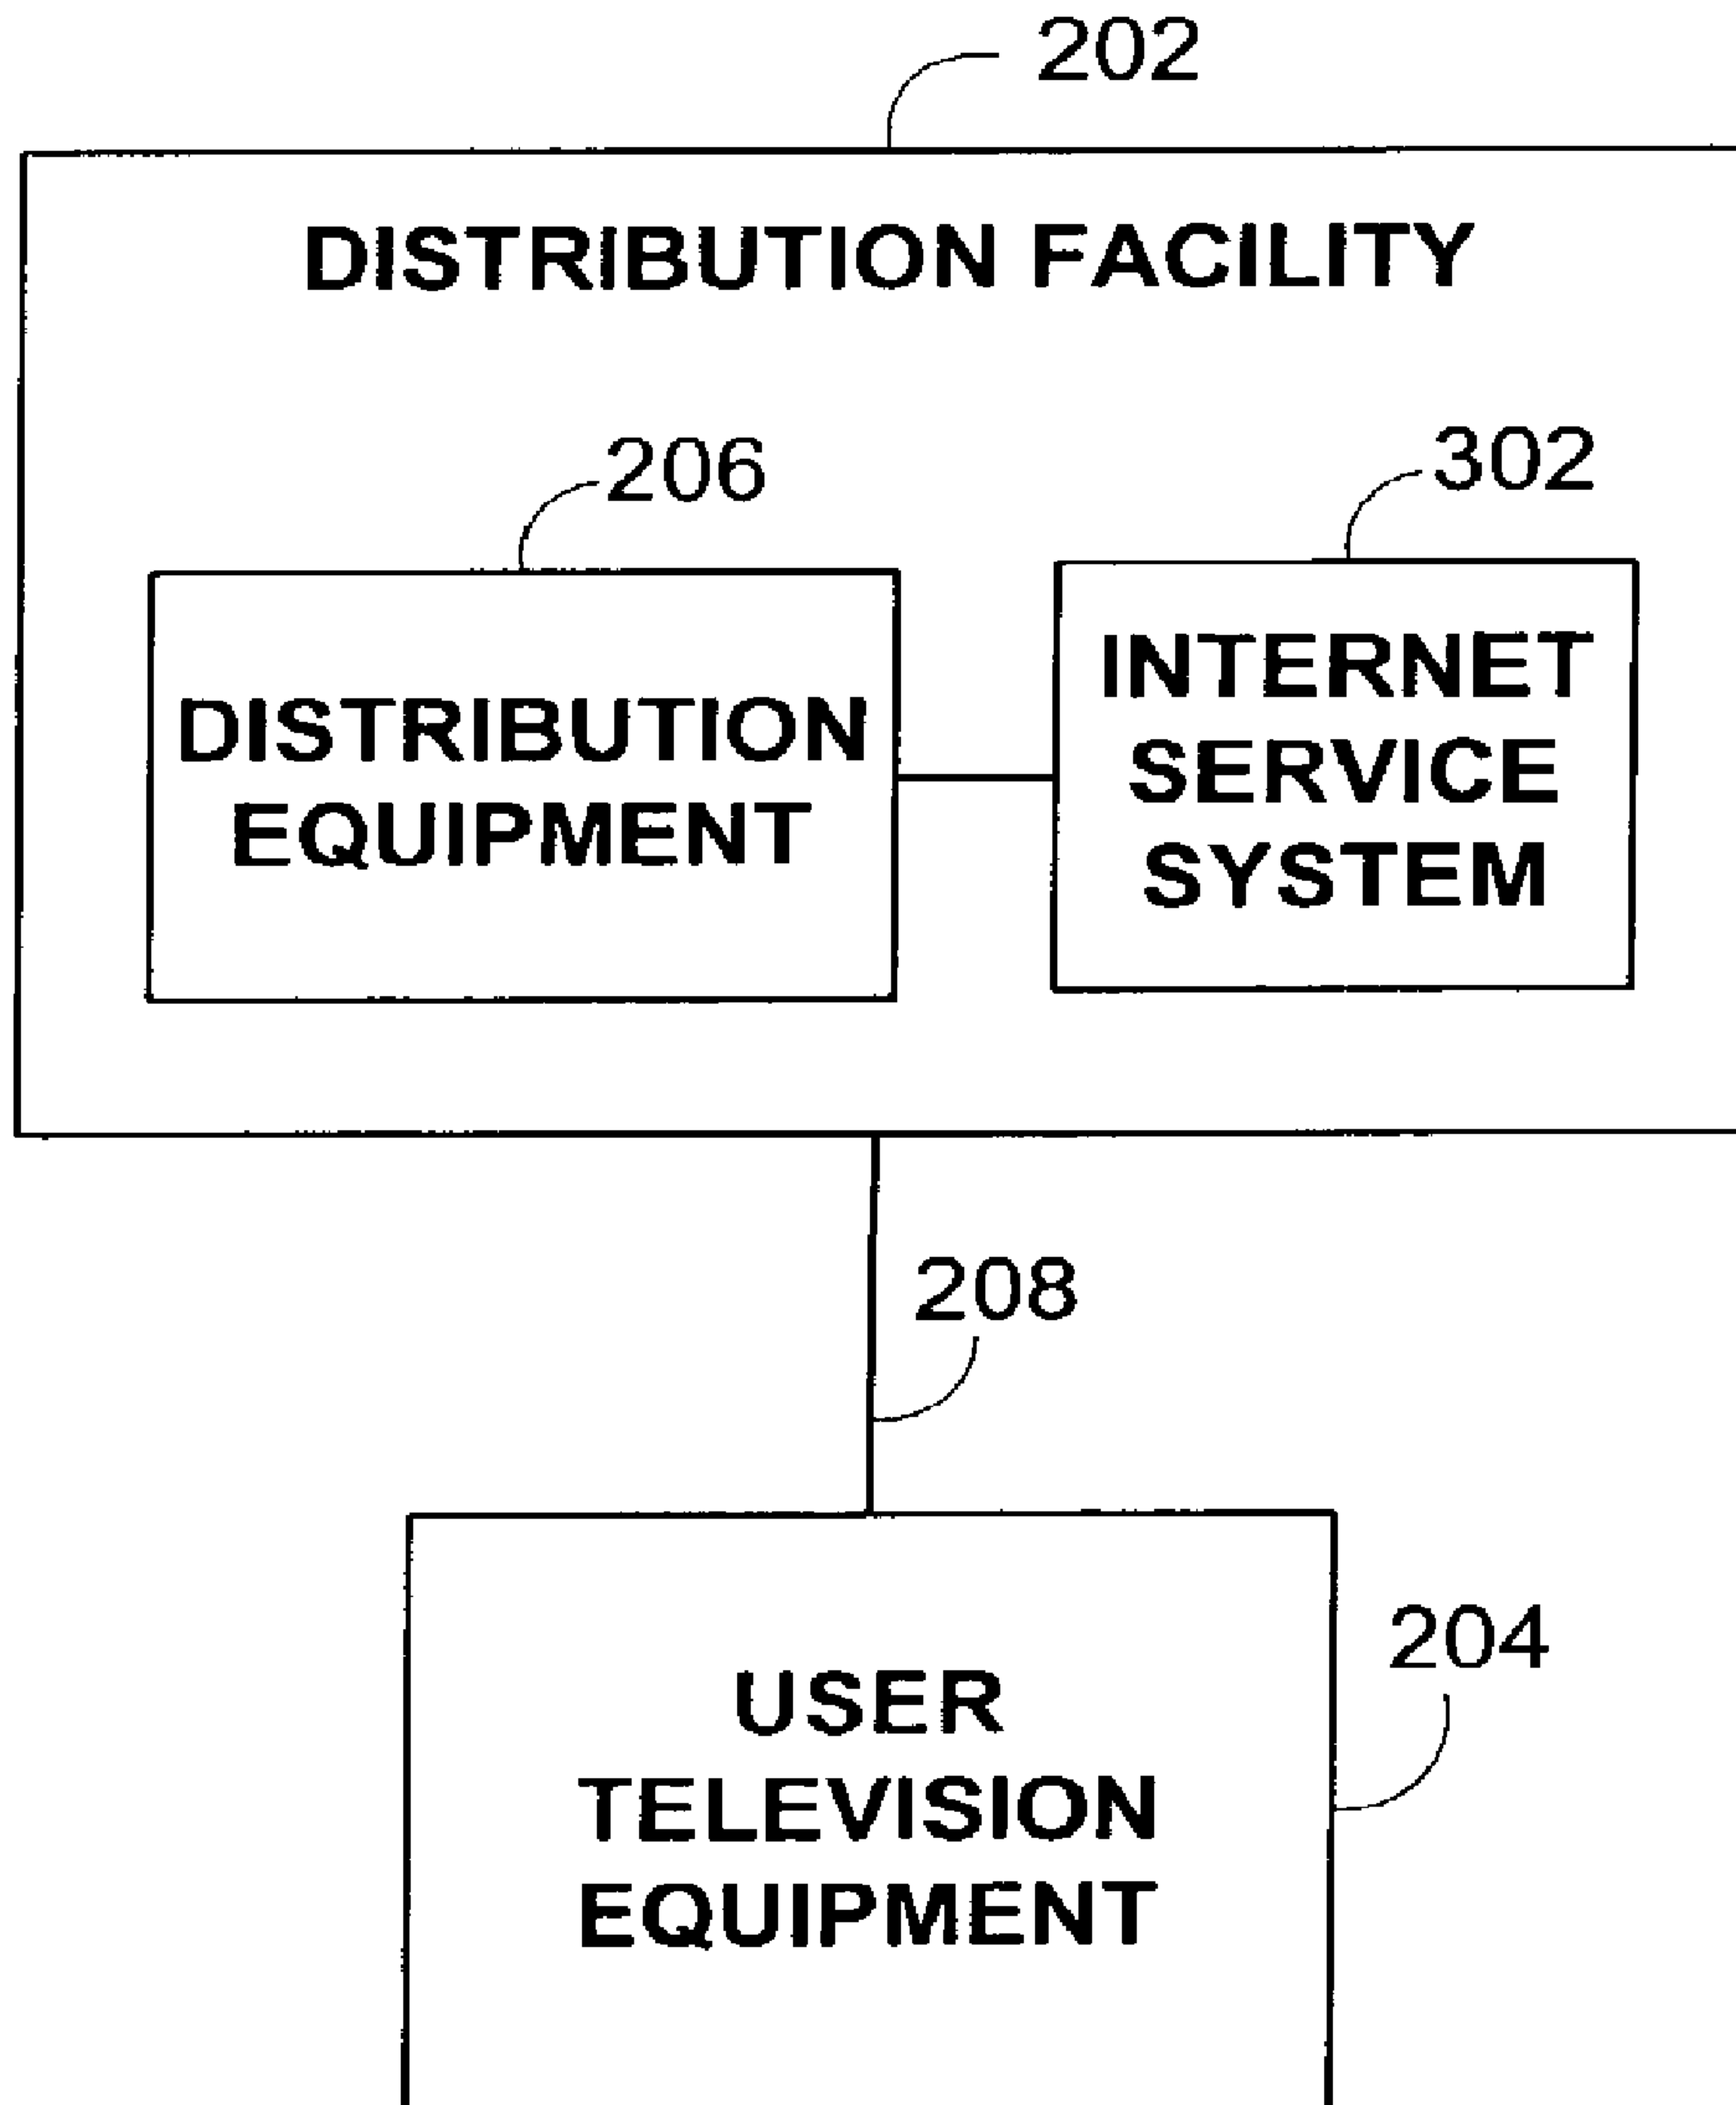 202
DISTRIBUTION FACILITY
206
302
DISTRIBUTION
EQUIPMENT
INTERNET
SERVICE
SYSTEM
208
204
USER
TELEVISION
EQUIPMENT